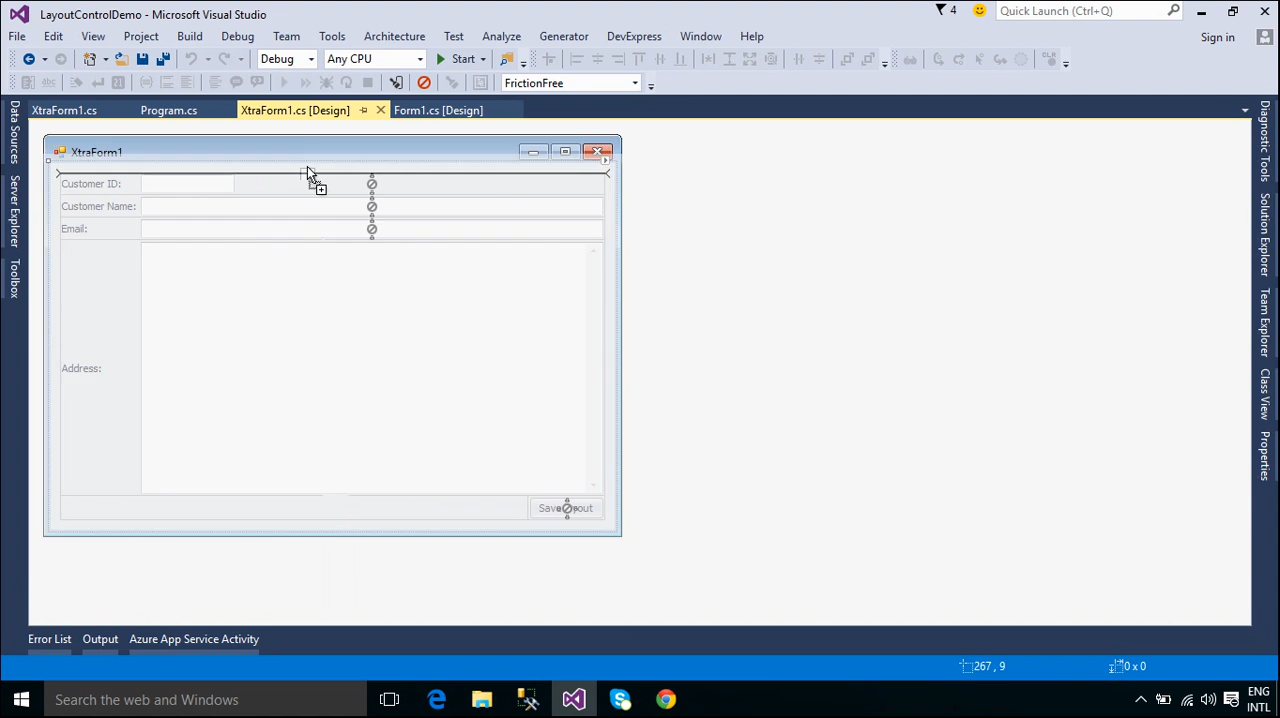 LayoutControlDemo - Microsoft Visual Studio
4
Quick Launch (Ctrl+Q)
File Edit View Project Build Debug Team Tools Architecture Test Analyze Generator DevExpress Window Help
Sign in
Debug Any CPU Start
FrictionFree
XtraForm1.cs Program.cs XtraForm1.cs [Design] Form1.cs [Design]
Data Sources
Server Explorer
Toolbox
XtraForm1
Customer ID:
Customer Name:
Email:
Address:
Diagnostic Tools
Solution Explorer
Team Explorer
Class View
Properties
Error List Output Azure App Service Activity
267 , 9 0 x 0
Search the web and Windows
ENG
INTL